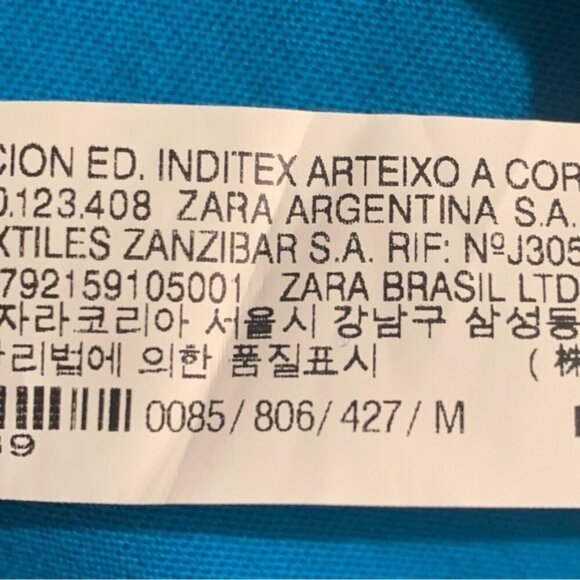 CION ED. INDITEX ARTEIXO A COR
0.123.408 ZARA ARGENTINA S.A.
XTILES ZANZIBAR S.A. RIF: NºJ305
792159105001 ZARA BRASIL LTD
자라코리아 서울시 강남구 삼성동
리법에 의한 품질표시 (株
0085/806/427/M
39